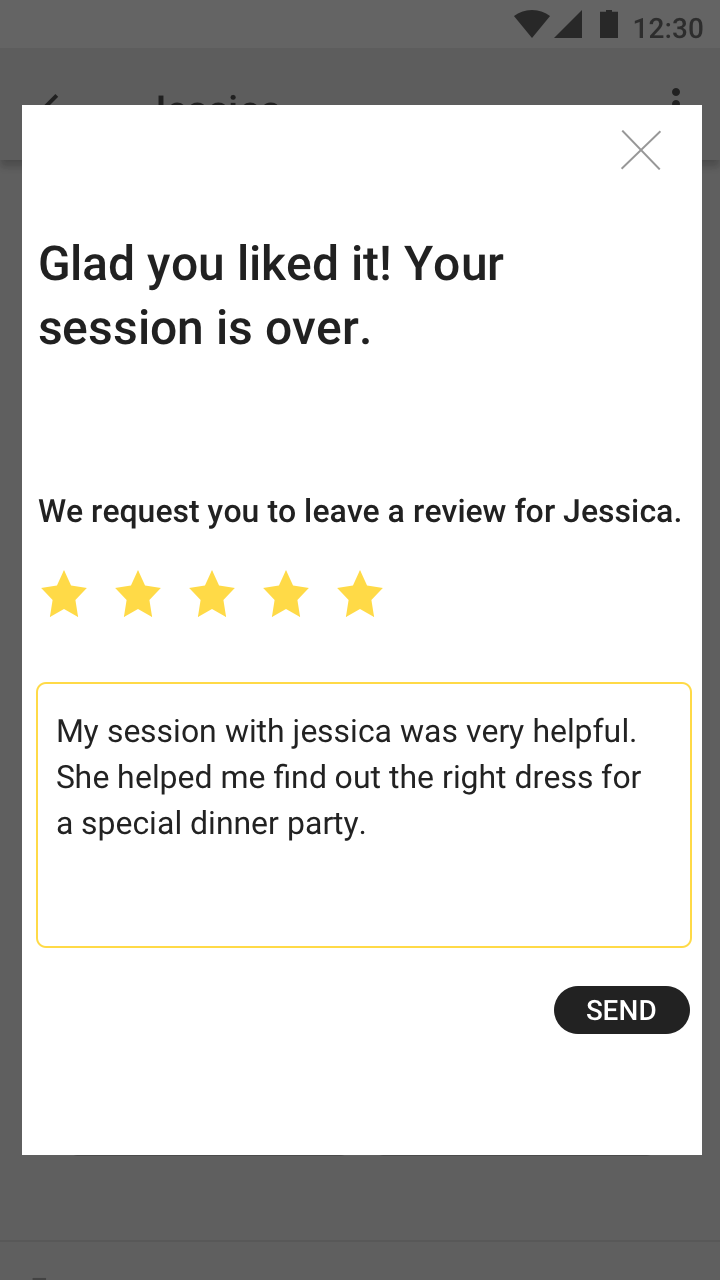 12:30
Glad you liked it! Your
session is over.
We request you to leave a review for Jessica.
My session with jessica was very helpful.
She helped me find out the right dress for
a special dinner party.
SEND